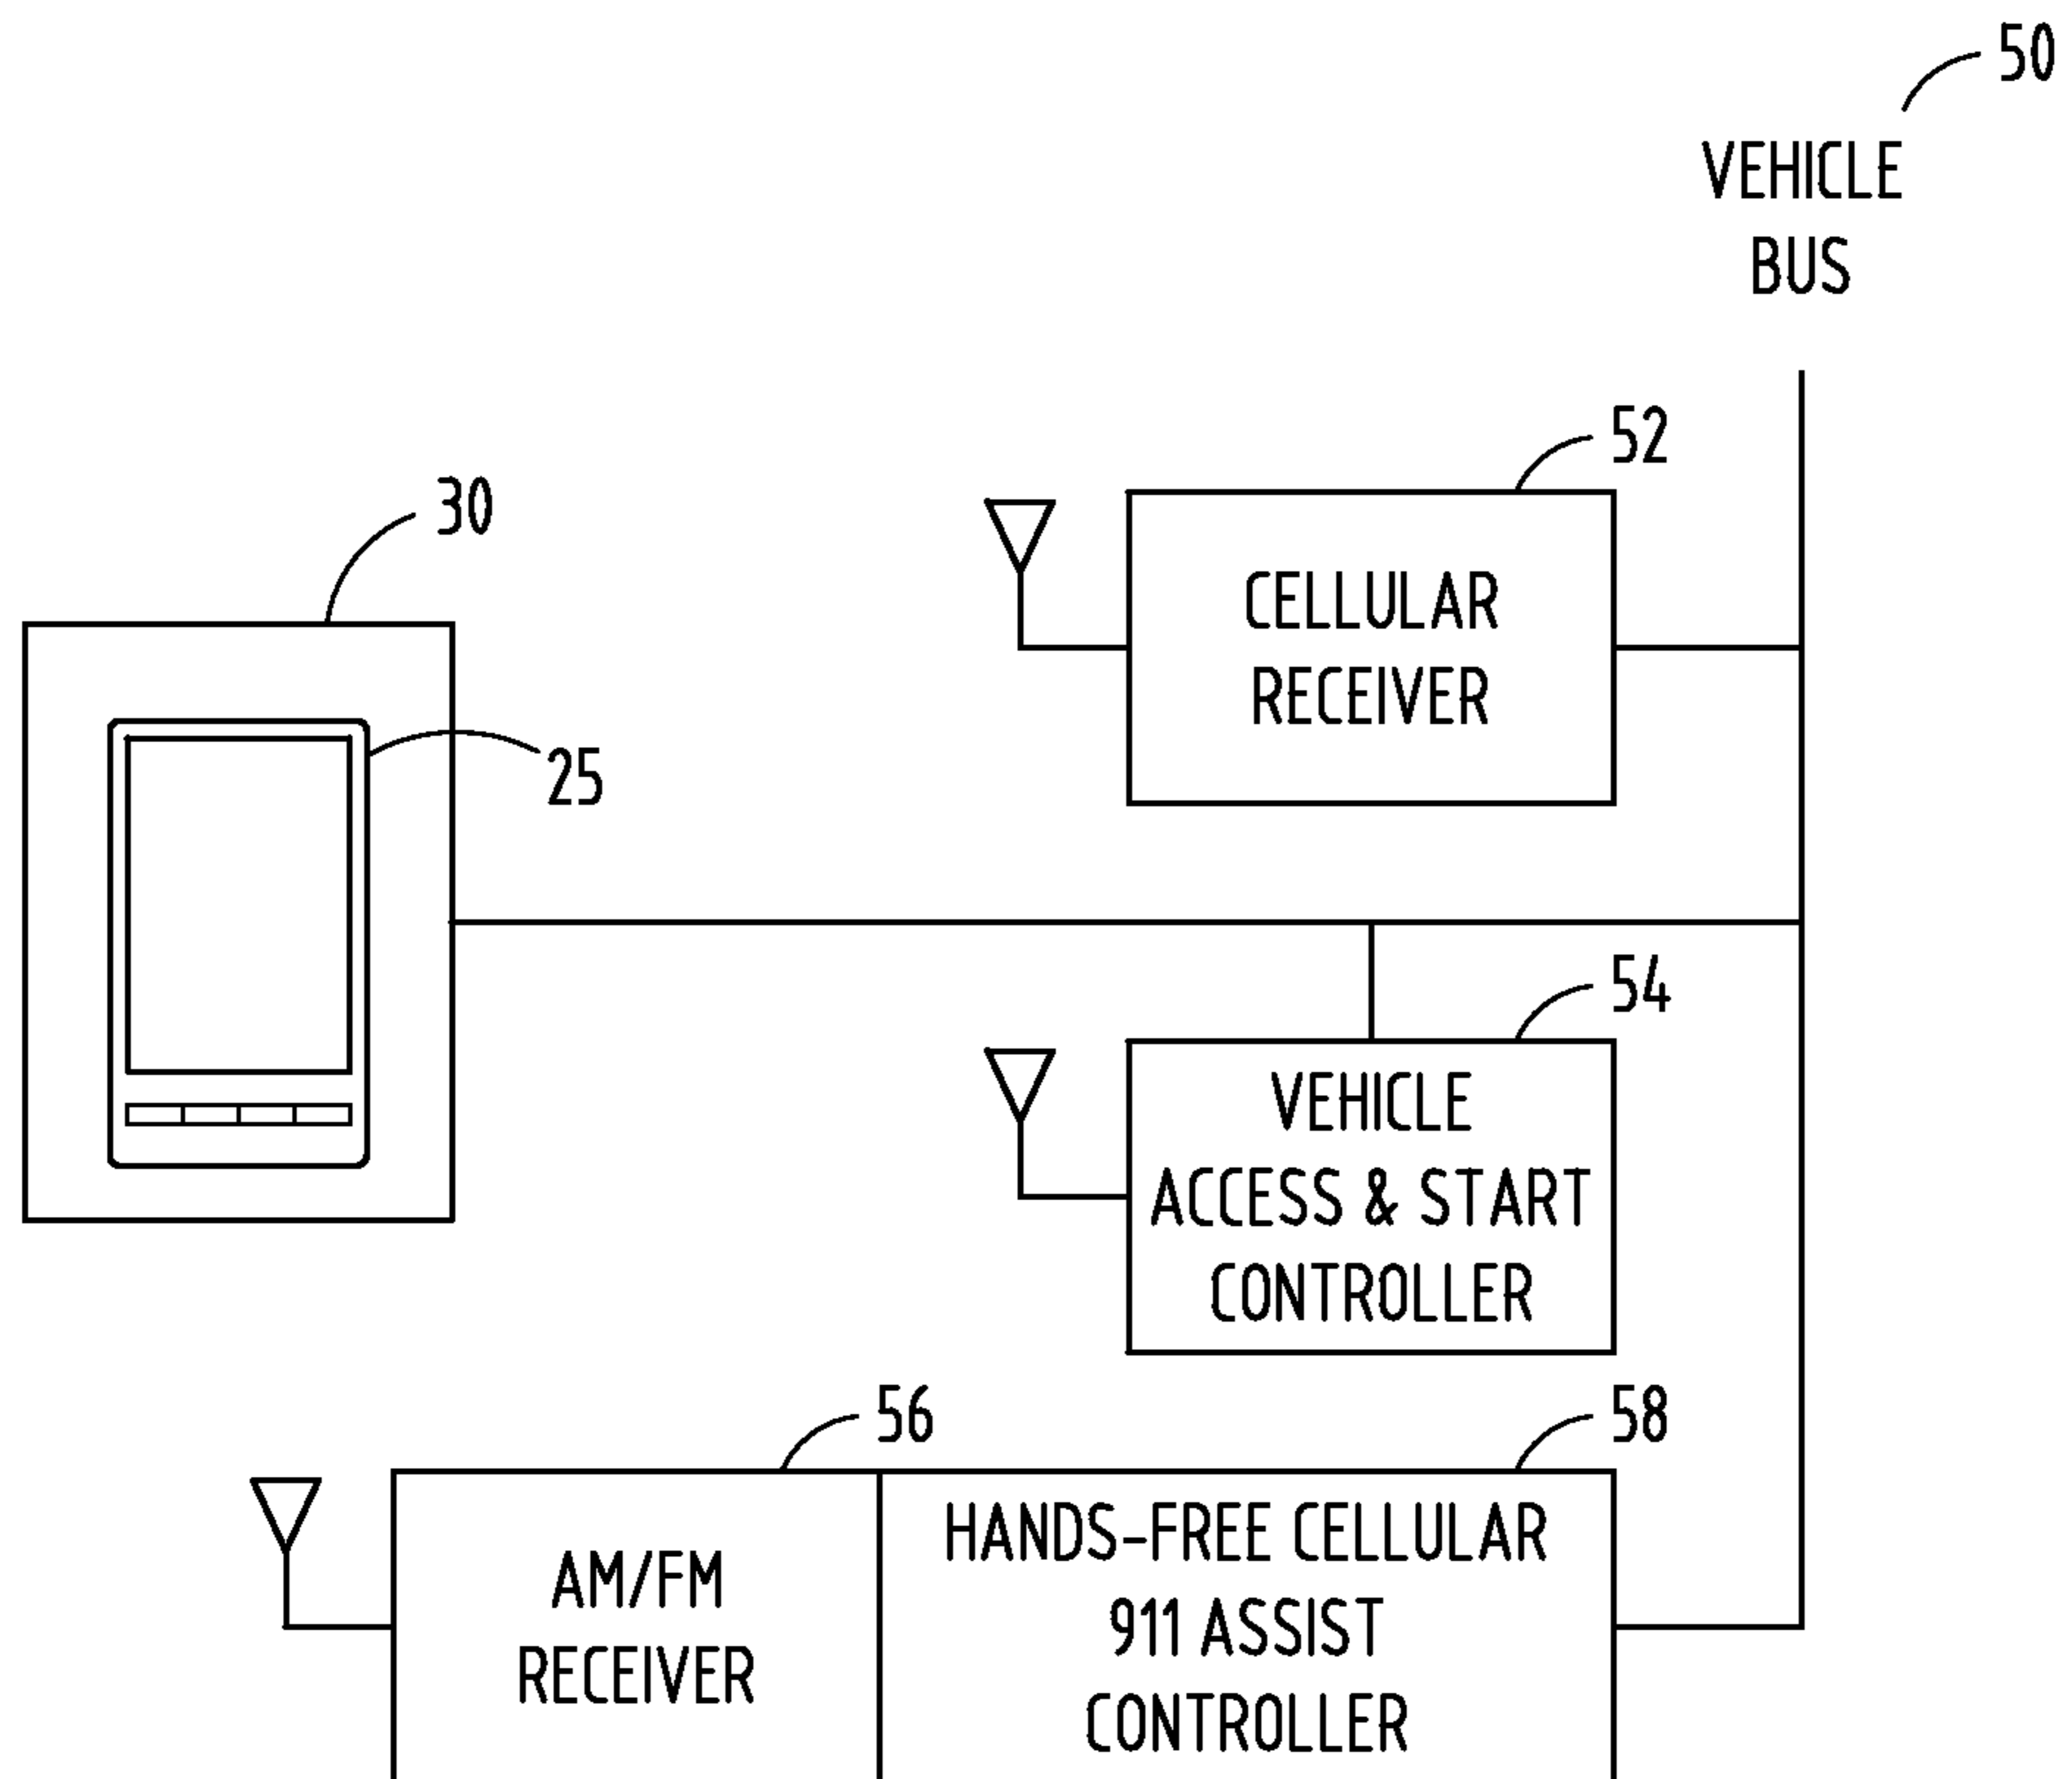 50
VEHICLE
BUS
52
CELLULAR
RECEIVER
30
25
54
VEHICLE
ACCESS & START
CONTROLLER
56
AM/FM
RECEIVER
58
HANDS-FREE CELLULAR
911 ASSIST
CONTROLLER